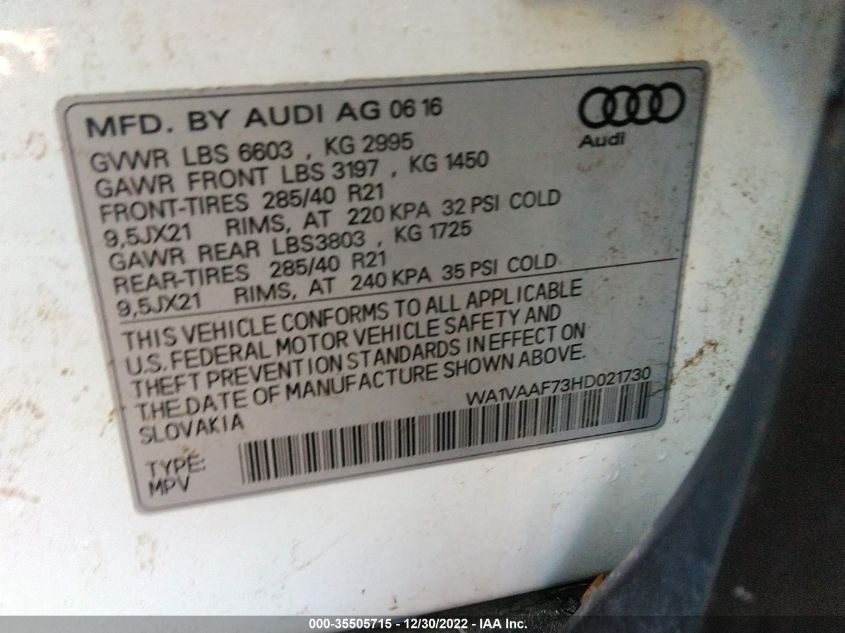 MFD. BY AUDI AG 06 16
Audi
GVWR LBS 6603 , KG 2995
GAWR FRONT LBS 3197 , KG 1450
FRONT-TIRES 285/40 R21
9,5JX21 RIMS, AT 220 KPA 32 PSI COLD
GAWR REAR LBS3803 , KG 1725
REAR-TIRES 285/40 R21
9,5JX21 RIMS, AT 240 KPA 35 PSI COLD
THIS VEHICLE CONFORMS TO ALL APPLICABLE
U.S. FEDERAL MOTOR VEHICLE SAFETY AND
THEFT PREVENTION STANDARDS IN EFFECT ON
THE DATE OF MANUFACTURE SHOWN ABOVE.
SLOVAKIA
WA1VAAF73HD021730
TYPE:
MPV
000-35505715 - 12/30/2022 - IAA Inc.